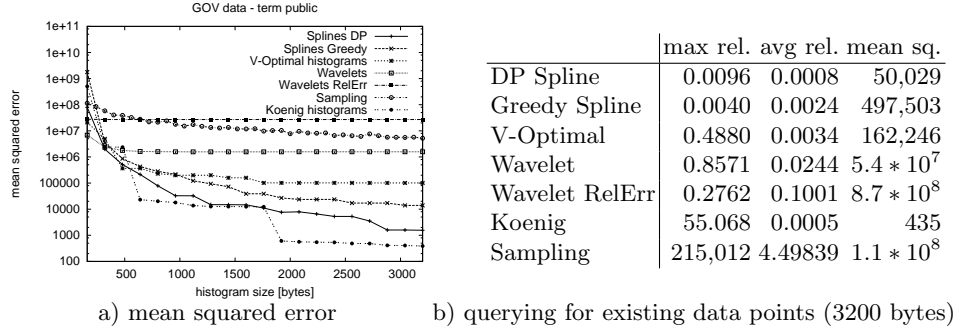 GOV data - term public
1e+11
1e+10
1e+09
1e+08
1e+07
1e+06
100000
10000
1000
100
mean squared error
Splines DP
Splines Greedy
V-Optimal histograms
Wavelets
Wavelets RelErr
Sampling
Koenig histograms
500 1000 1500 2000 2500 3000
histogram size [bytes]
a) mean squared error
max rel. avg rel. mean sq.
DP Spline 0.0096 0.0008 50,029
Greedy Spline 0.0040 0.0024 497,503
V-Optimal 0.4880 0.0034 162,246
Wavelet 0.8571 0.0244 5.4 * 10^7
Wavelet RelErr 0.2762 0.1001 8.7 * 10^8
Koenig 55.068 0.0005 435
Sampling 215,012 4.49839 1.1 * 10^8
b) querying for existing data points (3200 bytes)